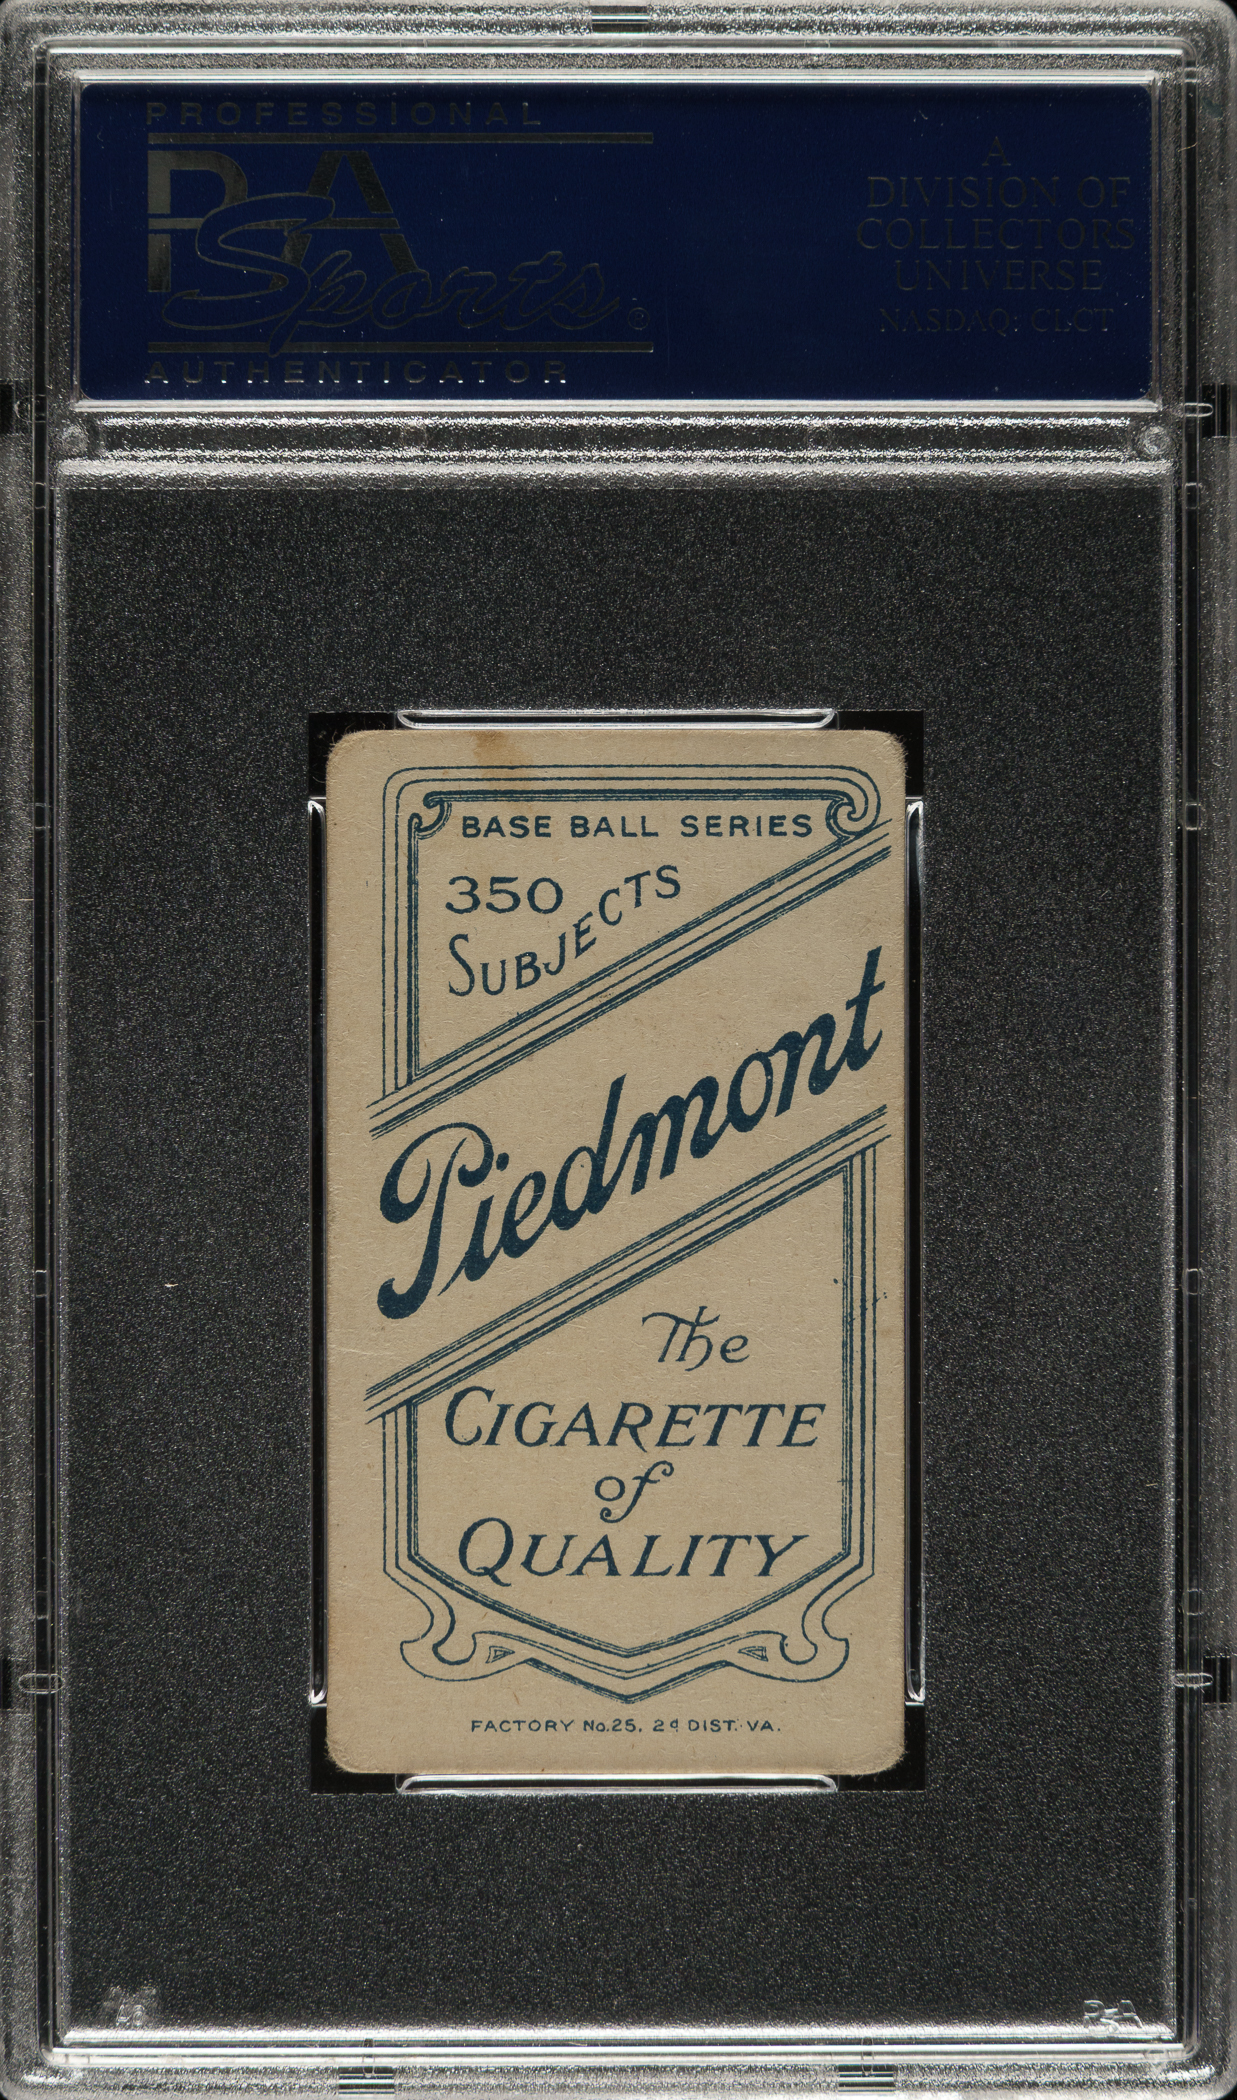 PROFESSIONAL
PSA
Sports ©
AUTHENTICATOR
A
DIVISION OF
COLLECTORS
UNIVERSE
NASDAQ: CLCT
BASE BALL SERIES
350
SUBJECTS
Piedmont
The
CIGARETTE
of
QUALITY
FACTORY No.25, 2d DIST. VA.
PSA